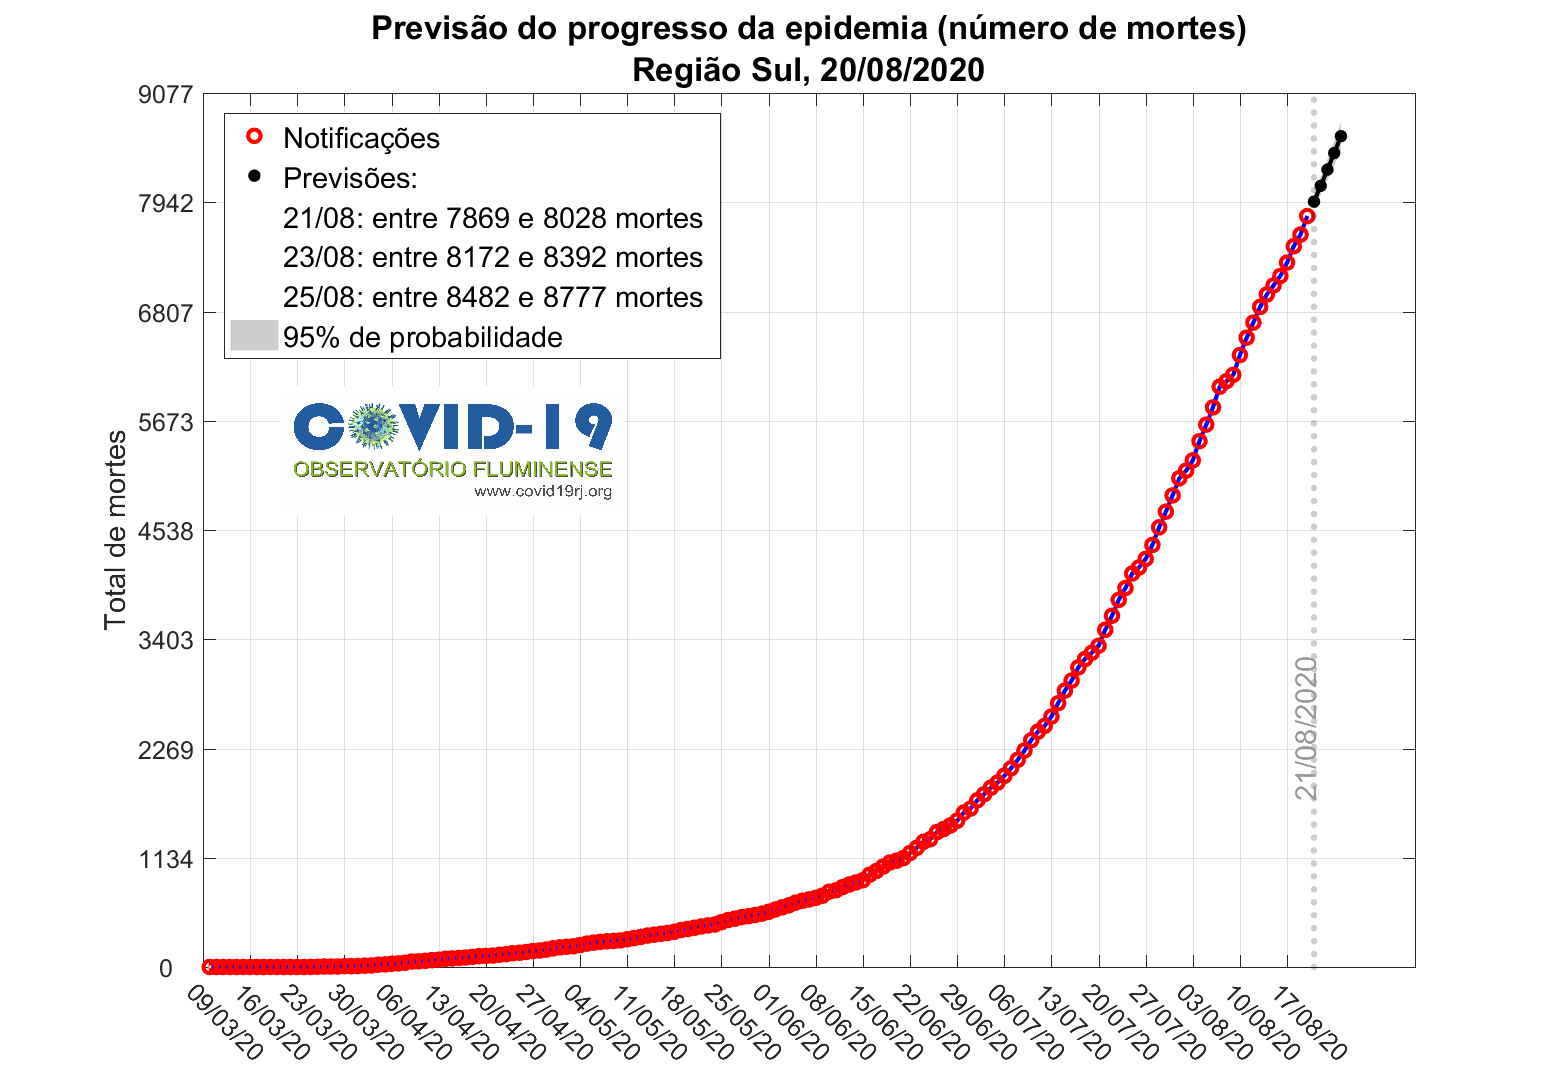 Previsão do progresso da epidemia (número de mortes)
Região Sul, 20/08/2020
9077
7942
6807
5673
4538
3403
2269
1134
0
Total de mortes
Notificações
Previsões:
21/08: entre 7869 e 8028 mortes
23/08: entre 8172 e 8392 mortes
25/08: entre 8482 e 8777 mortes
95% de probabilidade
COVID-19
OBSERVATÓRIO FLUMINENSE
www.covid19rj.org
21/08/2020
09/03/20
16/03/20
23/03/20
30/03/20
06/04/20
13/04/20
20/04/20
27/04/20
04/05/20
11/05/20
18/05/20
25/05/20
01/06/20
08/06/20
15/06/20
22/06/20
29/06/20
06/07/20
13/07/20
20/07/20
27/07/20
03/08/20
10/08/20
17/08/20